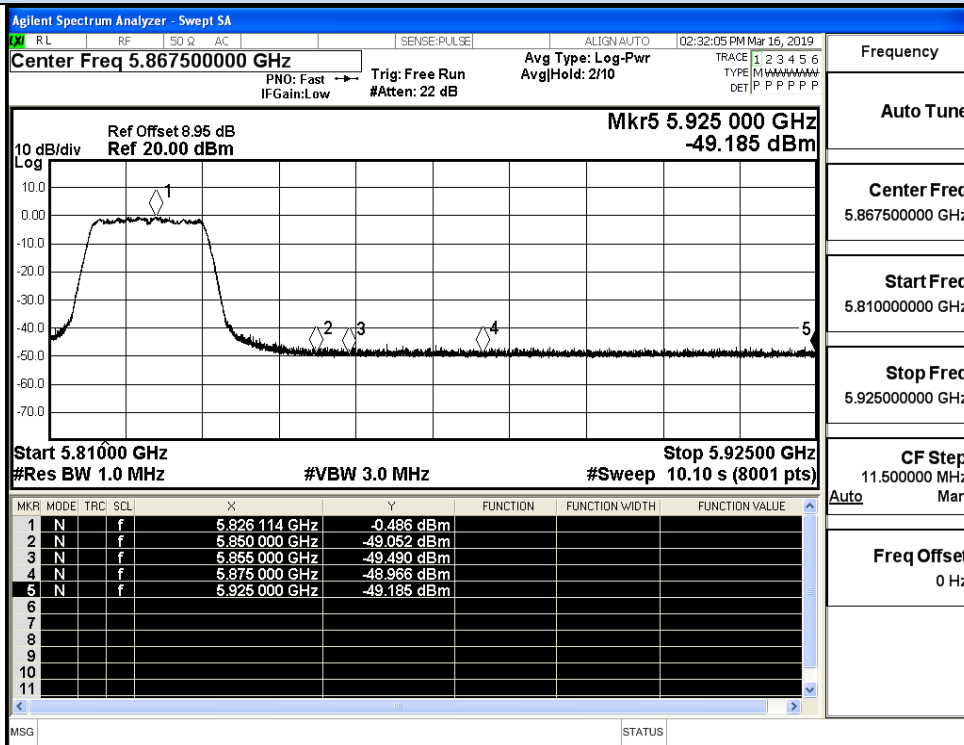 Agilent Spectrum Analyzer - Swept SA
LXI RL RF 50 Ω AC SENSE:PULSE ALIGN AUTO 02:32:05 PM Mar 16, 2019
Center Freq 5.867500000 GHz
PNO: Fast
IFGain:Low
Trig: Free Run
#Atten: 22 dB
Avg Type: Log-Pwr
Avg|Hold: 2/10
TRACE 1 2 3 4 5 6
TYPE M WWWWW
DET P P P P P P
Ref Offset 8.95 dB
10 dB/div Ref 20.00 dBm
Log
Mkr5 5.925 000 GHz
-49.185 dBm
10.0
0.00
-10.0
-20.0
-30.0
-40.0
-50.0
-60.0
-70.0
1
2
3
4
5
Start 5.81000 GHz Stop 5.92500 GHz
#Res BW 1.0 MHz #VBW 3.0 MHz #Sweep 10.10 s (8001 pts)
MKR MODE TRC SCL X Y FUNCTION FUNCTION WIDTH FUNCTION VALUE
1 N f 5.826 114 GHz -0.486 dBm
2 N f 5.850 000 GHz -49.052 dBm
3 N f 5.855 000 GHz -49.490 dBm
4 N f 5.875 000 GHz -48.966 dBm
5 N f 5.925 000 GHz -49.185 dBm
6
7
8
9
10
11
MSG STATUS
Frequency
Auto Tune
Center Freq
5.867500000 GHz
Start Freq
5.810000000 GHz
Stop Freq
5.925000000 GHz
CF Step
11.500000 MHz
Auto Man
Freq Offset
0 Hz